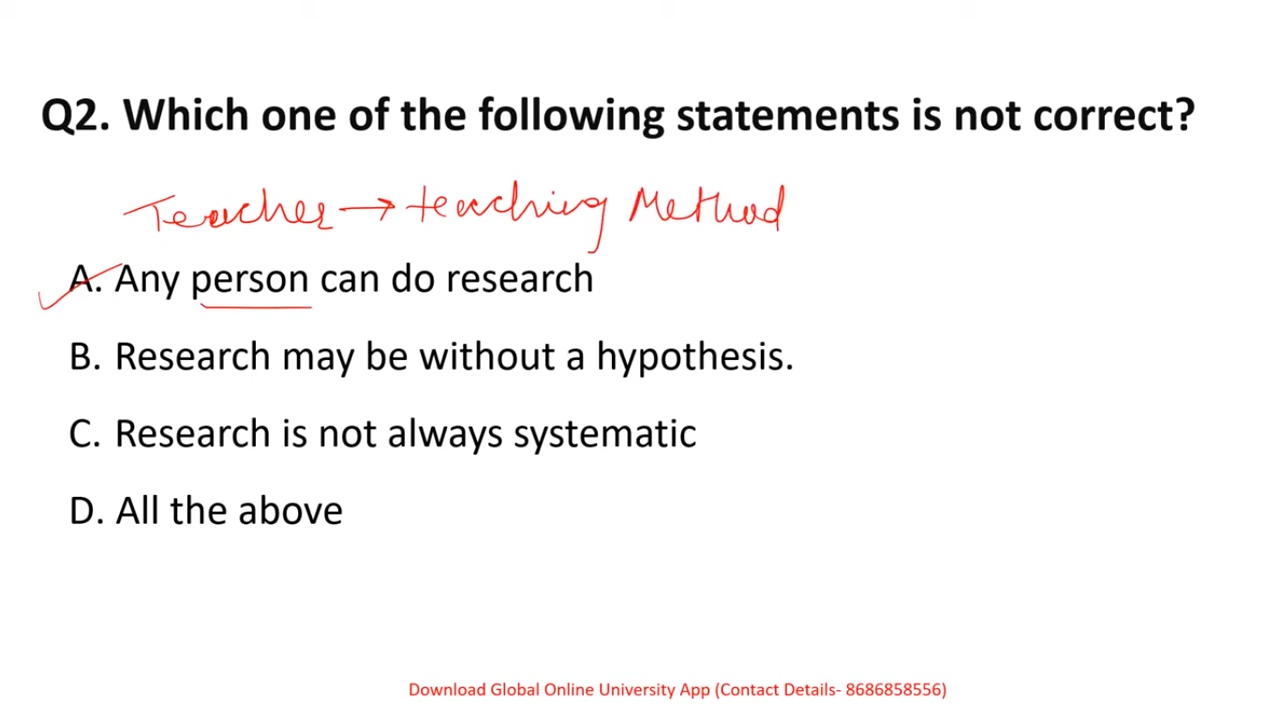 Q2. Which one of the following statements is not correct?
Teacher → teaching Method
A. Any person can do research
B. Research may be without a hypothesis.
C. Research is not always systematic
D. All the above
Download Global Online University App (Contact Details- 8686858556)